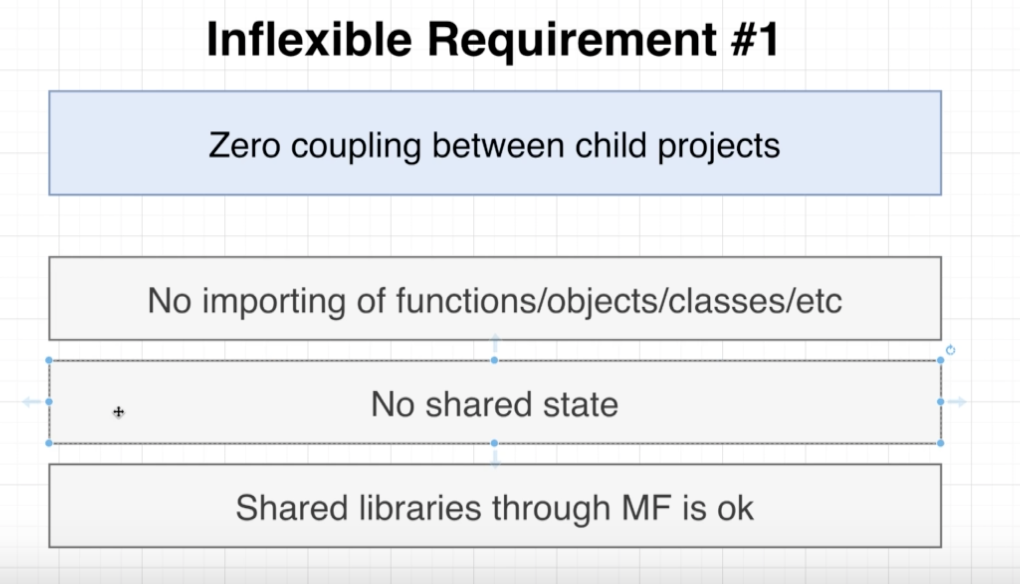 Inflexible Requirement #1
Zero coupling between child projects
No importing of functions/objects/classes/etc
No shared state
Shared libraries through MF is ok